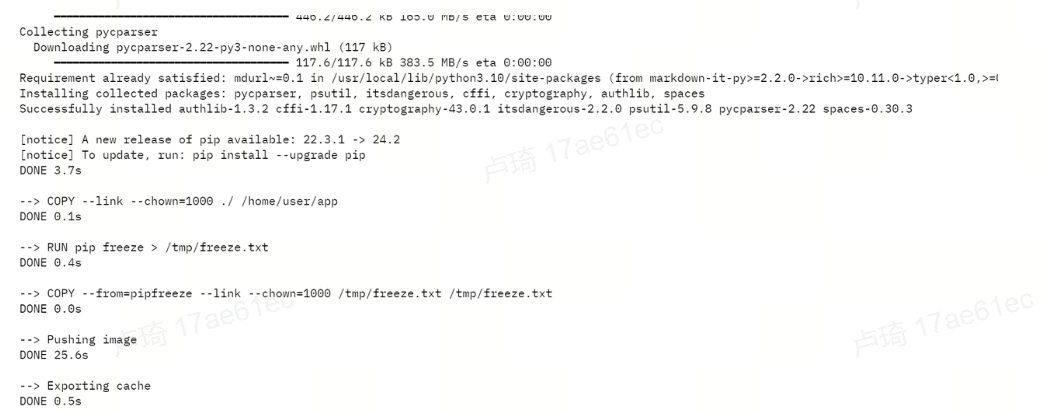 446.2/446.2 kB 165.0 MB/s eta 0:00:00
Collecting pycparser
  Downloading pycparser-2.22-py3-none-any.whl (117 kB)
     ━━━━━━━━━━━━━━━━━━━━━━━━━━━━━━━━━━ 117.6/117.6 kB 383.5 MB/s eta 0:00:00
Requirement already satisfied: mdurl~=0.1 in /usr/local/lib/python3.10/site-packages (from markdown-it-py>=2.2.0->rich>=10.11.0->typer<1.0,>=
Installing collected packages: pycparser, psutil, itsdangerous, cffi, cryptography, authlib, spaces
Successfully installed authlib-1.3.2 cffi-1.17.1 cryptography-43.0.1 itsdangerous-2.2.0 psutil-5.9.8 pycparser-2.22 spaces-0.30.3
[notice] A new release of pip available: 22.3.1 -> 24.2
[notice] To update, run: pip install --upgrade pip
DONE 3.7s
--> COPY --link --chown=1000 ./ /home/user/app
DONE 0.1s
--> RUN pip freeze > /tmp/freeze.txt
DONE 0.4s
--> COPY --from=pipfreeze --link --chown=1000 /tmp/freeze.txt /tmp/freeze.txt
DONE 0.0s
--> Pushing image
DONE 25.6s
--> Exporting cache
DONE 0.5s
卢琦 17ae61ec
卢琦 17ae61ec
卢琦 17ae61ec